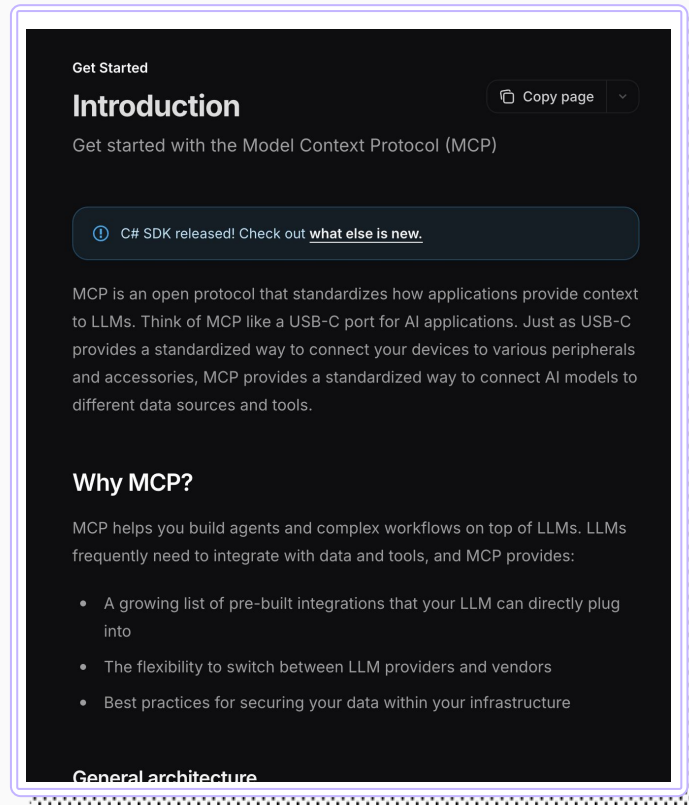 Get Started
Introduction
Copy page
Get started with the Model Context Protocol (MCP)
C# SDK released! Check out what else is new.
MCP is an open protocol that standardizes how applications provide context
to LLMs. Think of MCP like a USB-C port for AI applications. Just as USB-C
provides a standardized way to connect your devices to various peripherals
and accessories, MCP provides a standardized way to connect AI models to
different data sources and tools.
Why MCP?
MCP helps you build agents and complex workflows on top of LLMs. LLMs
frequently need to integrate with data and tools, and MCP provides:
A growing list of pre-built integrations that your LLM can directly plug
into
The flexibility to switch between LLM providers and vendors
Best practices for securing your data within your infrastructure
General architecture